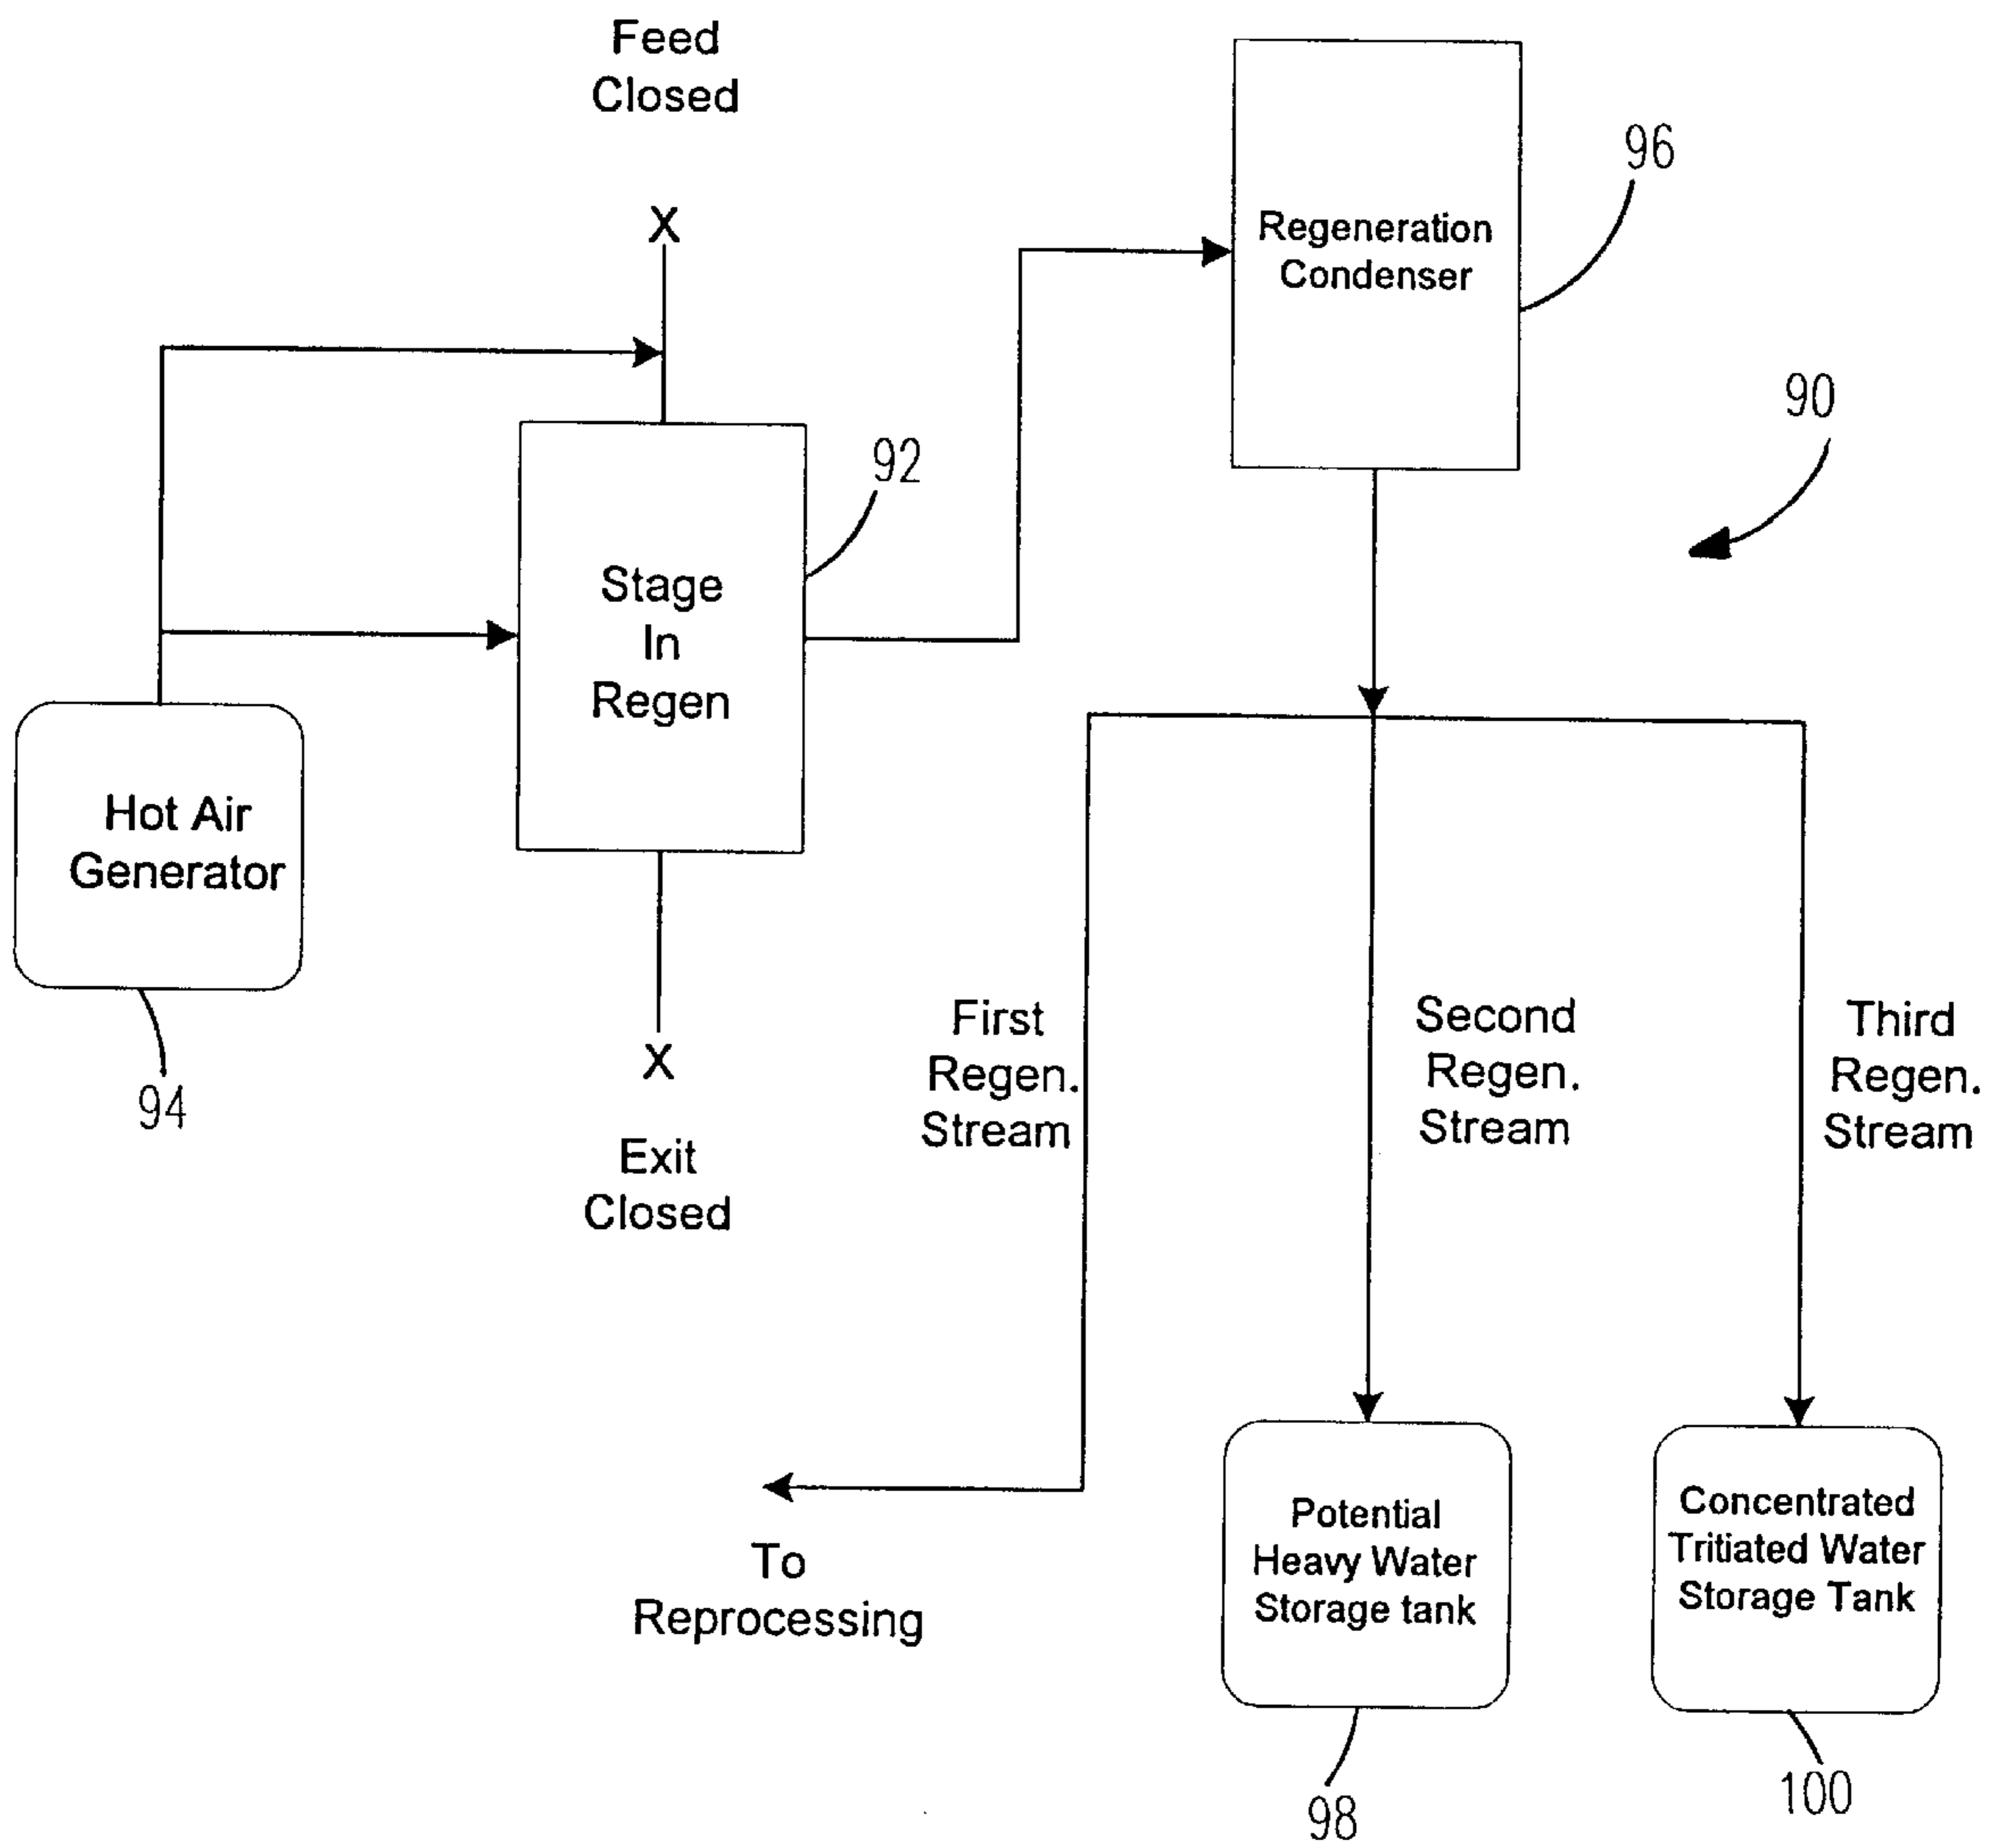 Feed
Closed
X
96
Regeneration
Condenser
90
92
Stage
In
Regen
Hot Air
Generator
94
X
Exit
Closed
First
Regen.
Stream
Second
Regen.
Stream
Third
Regen.
Stream
To
Reprocessing
Potential
Heavy Water
Storage tank
Concentrated
Tritiated Water
Storage Tank
98
100